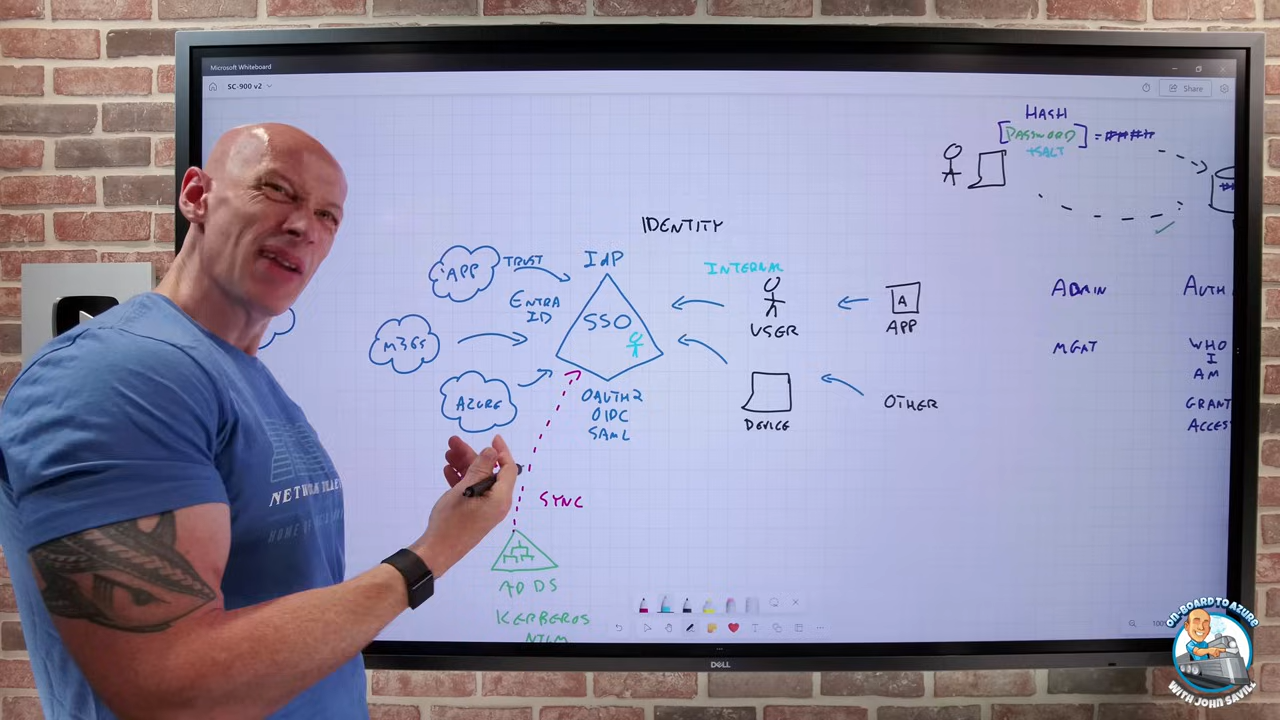 Microsoft Whiteboard
SC-900 v2
Share
HASH
[PASSWORD] = #####
+SALT
IDENTITY
IdP
APP
TRUST
ENTRA
ID
SSO
M365
AZURE
OAUTH2
OIDC
SAML
INTERNAL
USER
A
APP
DEVICE
OTHER
ADMIN
AUTH
MGMT
WHO
I
AM
GRANT
ACCES
SYNC
AD DS
KERBEROS
NTLM
DELL
ON-BOARD TO AZURE
WITH JOHN SAVILL